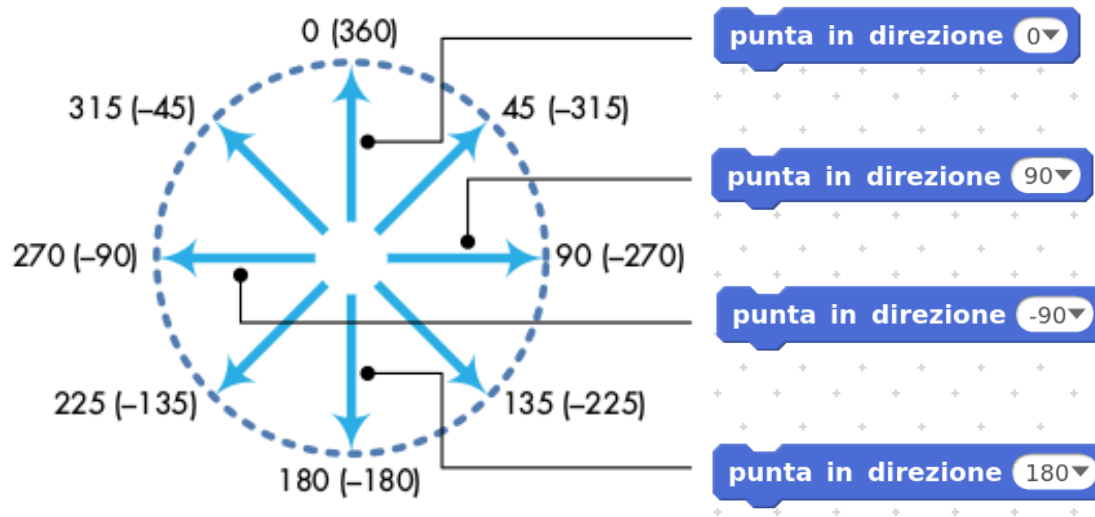 0 (360)
punta in direzione 0
315 (–45)
45 (–315)
punta in direzione 90
270 (–90)
90 (–270)
punta in direzione -90
225 (–135)
135 (–225)
180 (–180)
punta in direzione 180